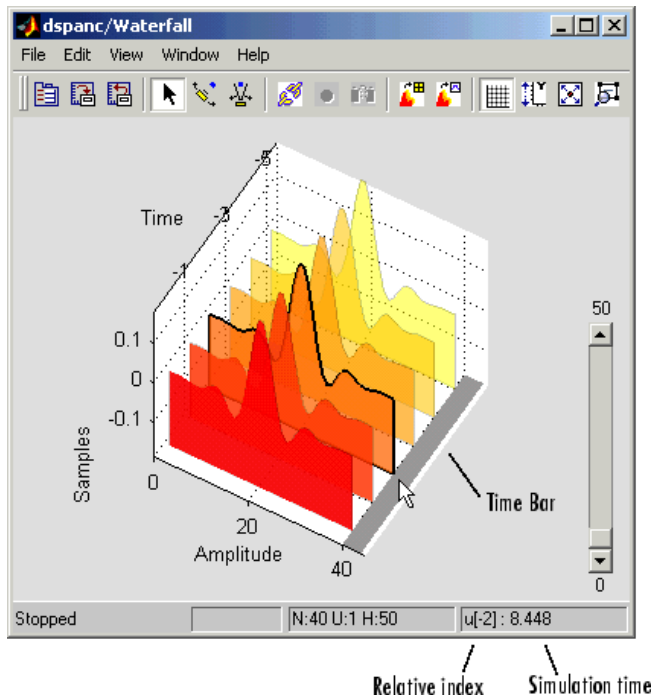 dspanc/Waterfall
File Edit View Window Help
-5
Time -3
-1
50
0.1
0
-0.1
Samples
0
20
40
Amplitude
Time Bar
0
Stopped N:40 U:1 H:50 u[-2] : 8.448
Relative index Simulation time